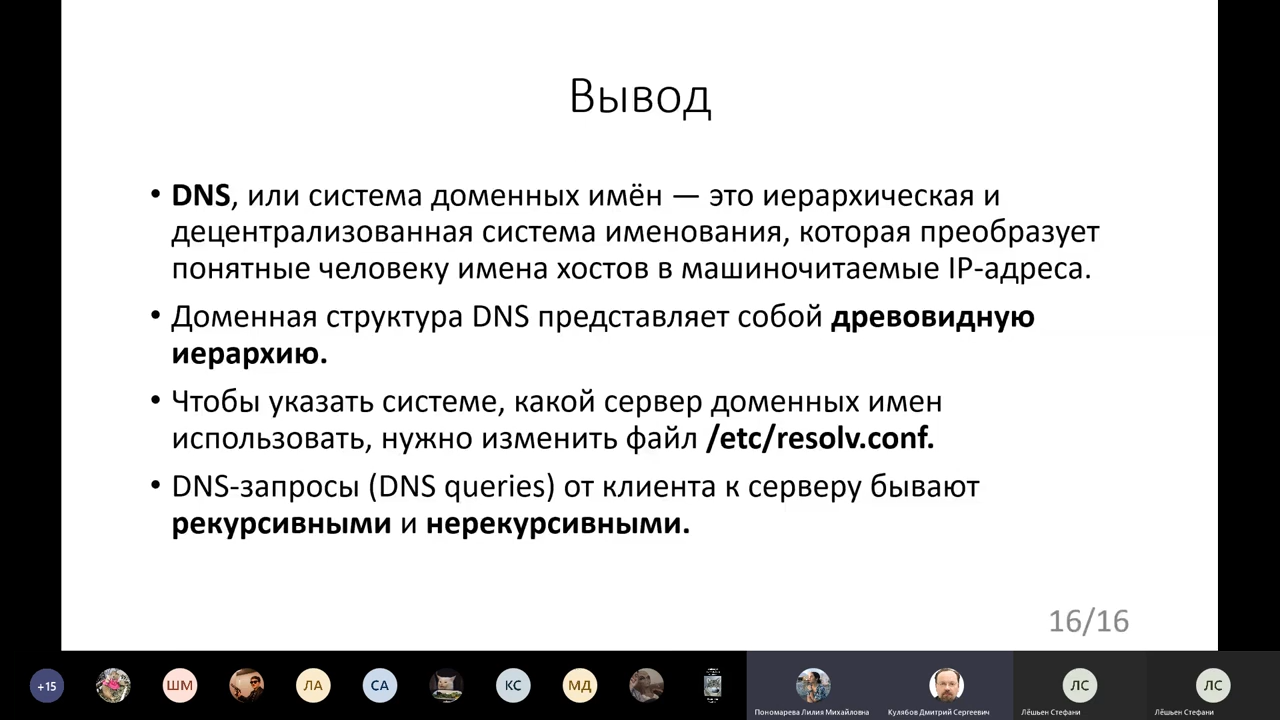 Вывод
• DNS, или система доменных имён — это иерархическая и
децентрализованная система именования, которая преобразует
понятные человеку имена хостов в машиночитаемые IP-адреса.
• Доменная структура DNS представляет собой древовидную
иерархию.
• Чтобы указать системе, какой сервер доменных имен
использовать, нужно изменить файл /etc/resolv.conf.
• DNS-запросы (DNS queries) от клиента к серверу бывают
рекурсивными и нерекурсивными.
16/16
+15 ШМ ЛА СА КС МД ЛС ЛС
Пономарева Лилия Михайловна Кулябов Дмитрий Сергеевич Лёшьен Стефани Лёшьен Стефани